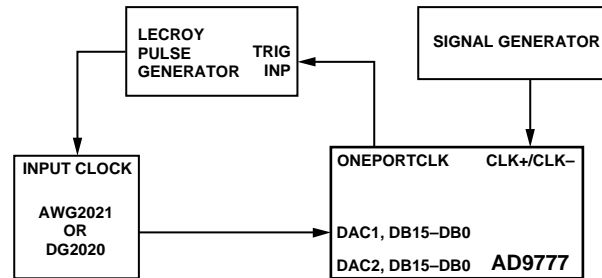 LECROY
PULSE
GENERATOR
TRIG
INP
SIGNAL GENERATOR
INPUT CLOCK
AWG2021
OR
DG2020
ONEPORTCLK
CLK+/CLK–
DAC1, DB15–DB0
DAC2, DB15–DB0
AD9777